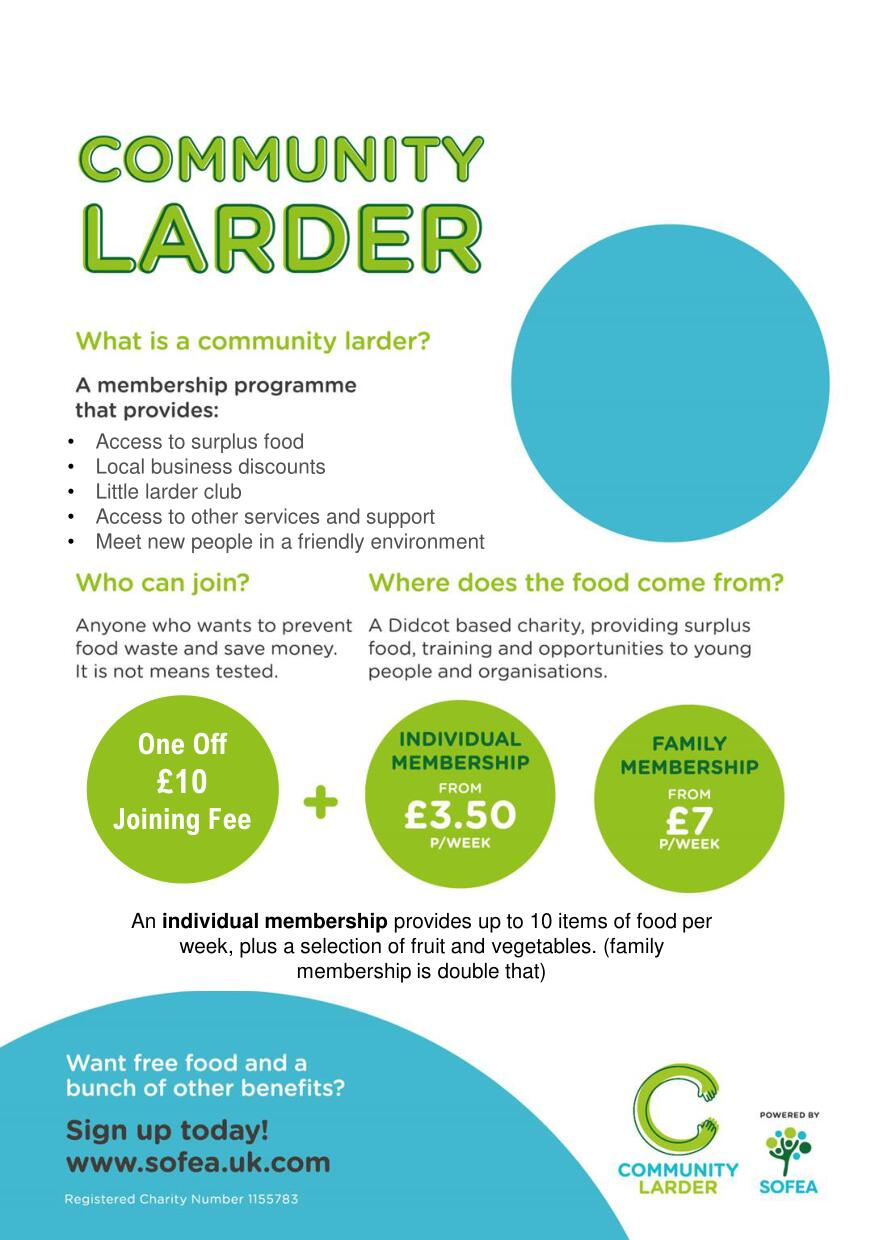 COMMUNITY
LARDER
What is a community larder?
A membership programme
that provides:
• Access to surplus food
• Local business discounts
• Little larder club
• Access to other services and support
• Meet new people in a friendly environment
Who can join?
Anyone who wants to prevent
food waste and save money.
It is not means tested.
Where does the food come from?
A Didcot based charity, providing surplus
food, training and opportunities to young
people and organisations.
One Off
£10
Joining Fee
+
INDIVIDUAL
MEMBERSHIP
FROM
£3.50
P/WEEK
FAMILY
MEMBERSHIP
FROM
£7
P/WEEK
An individual membership provides up to 10 items of food per
week, plus a selection of fruit and vegetables. (family
membership is double that)
Want free food and a
bunch of other benefits?
Sign up today!
www.sofea.uk.com
Registered Charity Number 1155783
COMMUNITY
LARDER
POWERED BY
SOFEA